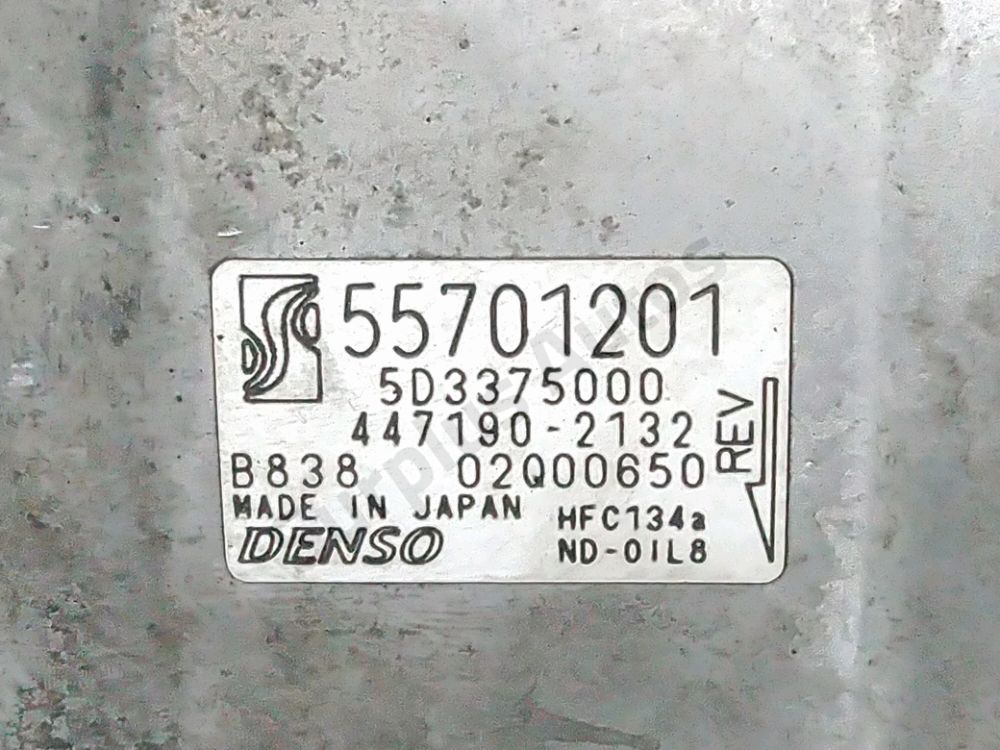 55701201
5D3375000
447190-2132
B838 02Q00650
REV
MADE IN JAPAN HFC134a
DENSO ND-OIL8